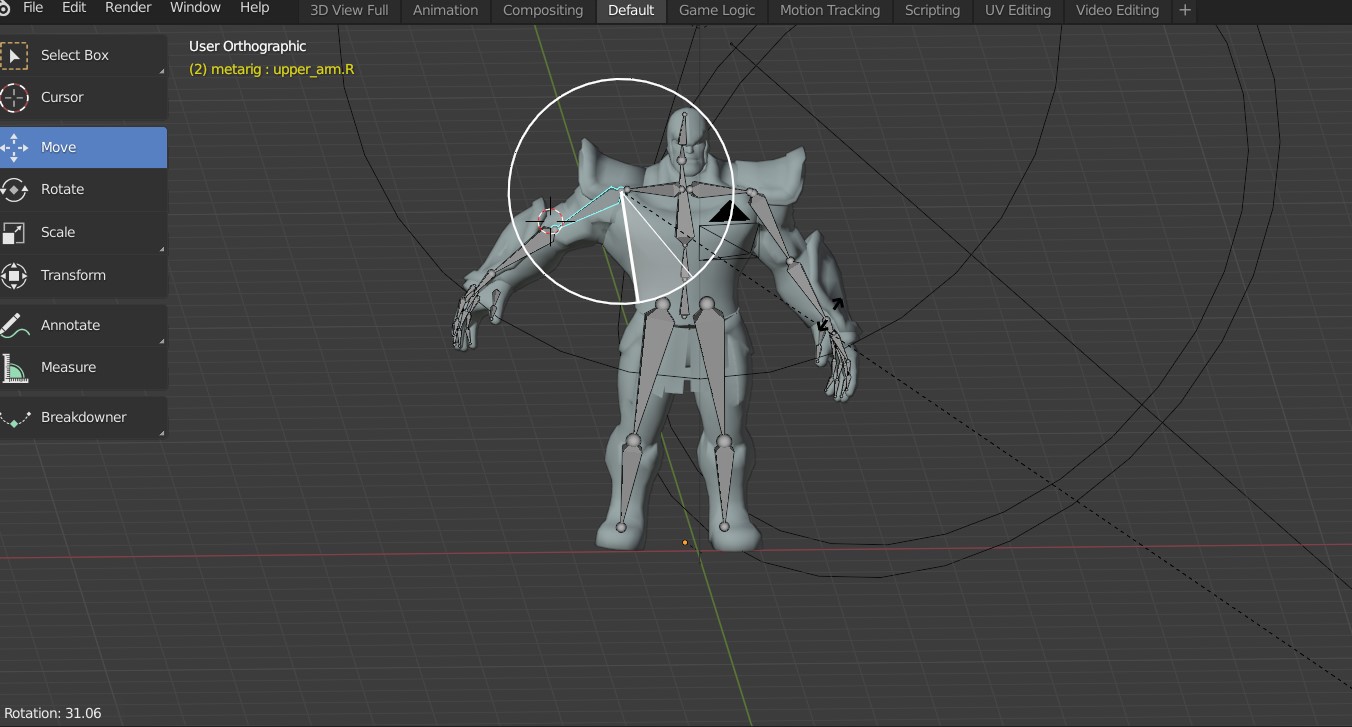 File Edit Render Window Help 3D View Full Animation Compositing Default Game Logic Motion Tracking Scripting UV Editing Video Editing +
User Orthographic
(2) metarig : upper_arm.R
Select Box
Cursor
Move
Rotate
Scale
Transform
Annotate
Measure
Breakdowner
Rotation: 31.06